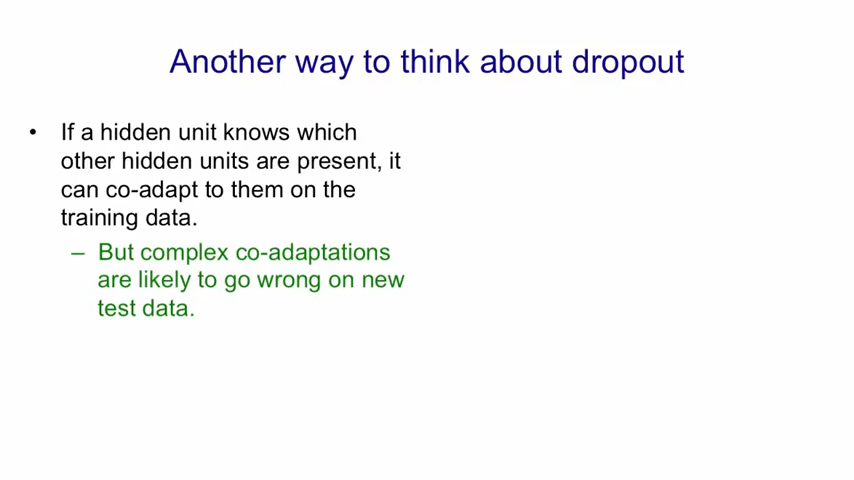 Another way to think about dropout
• If a hidden unit knows which
other hidden units are present, it
can co-adapt to them on the
training data.
– But complex co-adaptations
are likely to go wrong on new
test data.